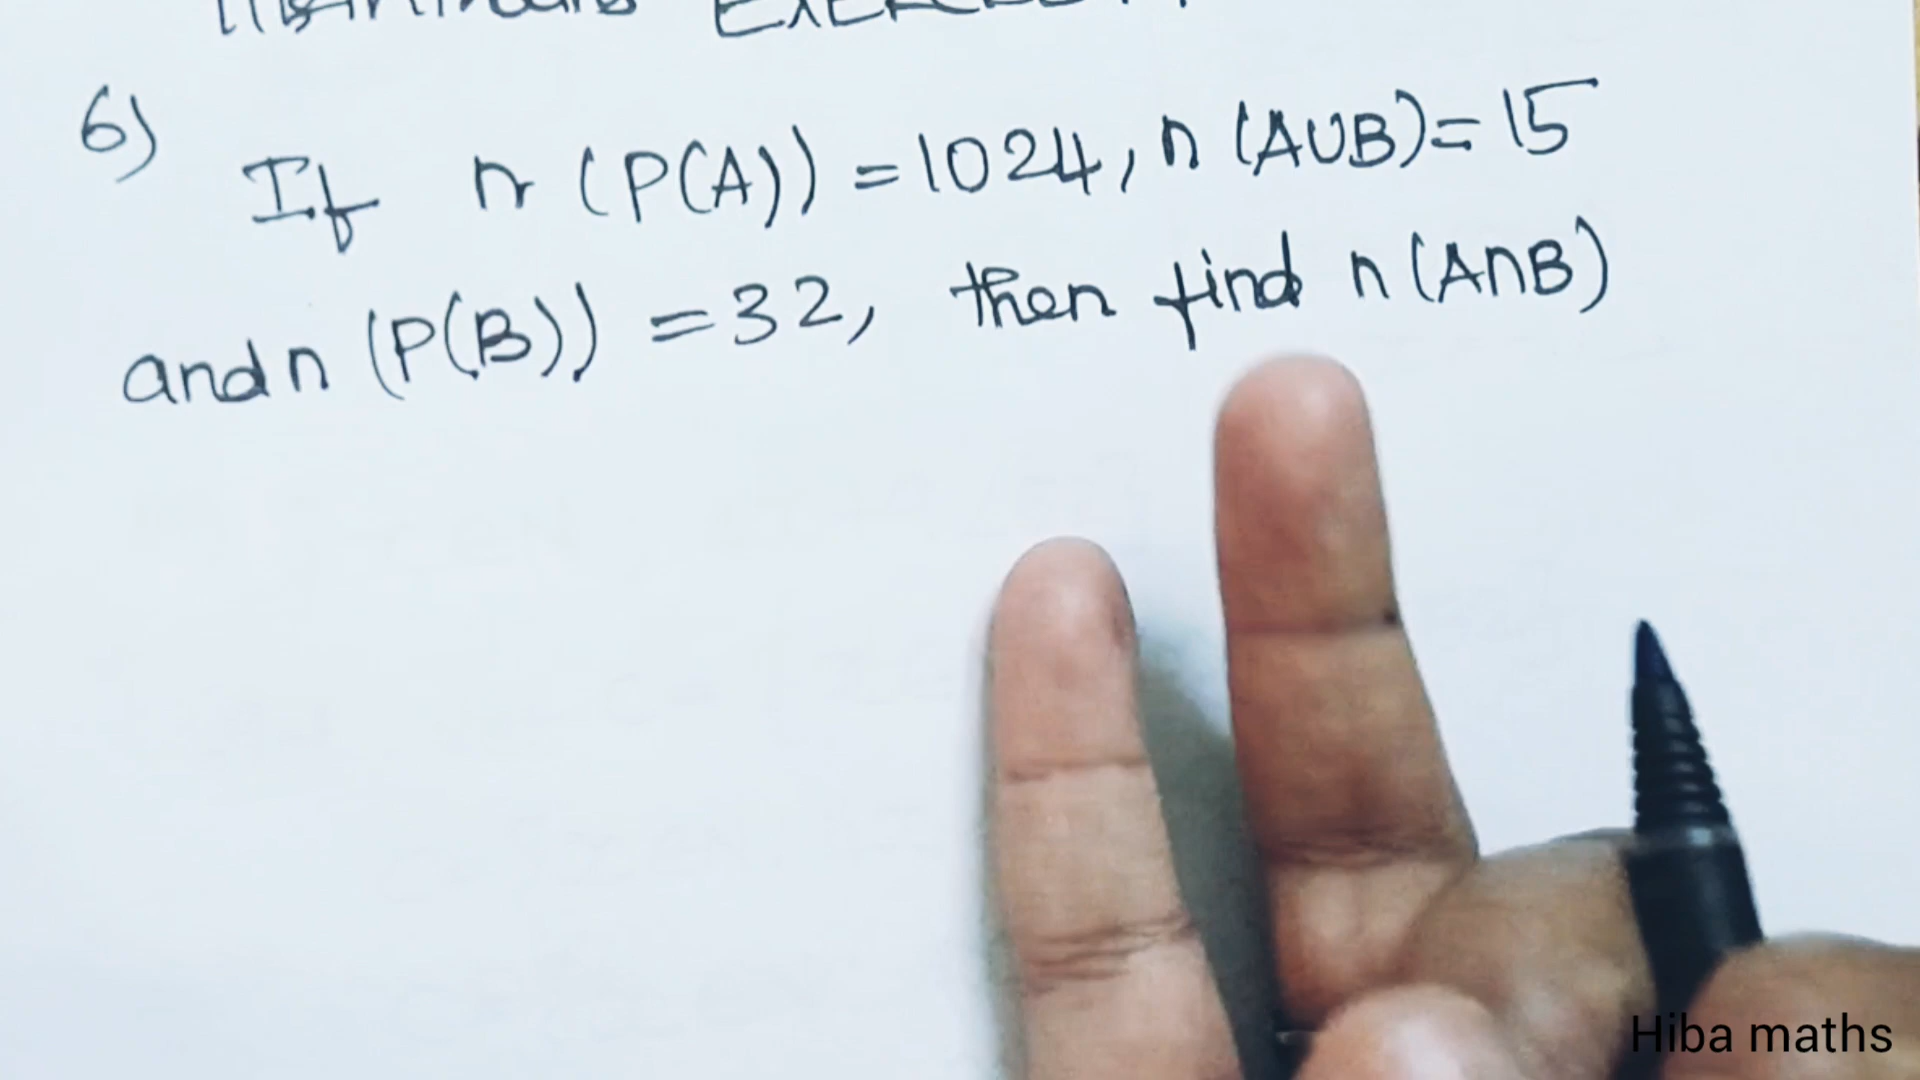 6)
If n (P(A)) = 1024, n (A∪B) = 15
and n (P(B)) = 32, then find n (A∩B)
Hiba maths